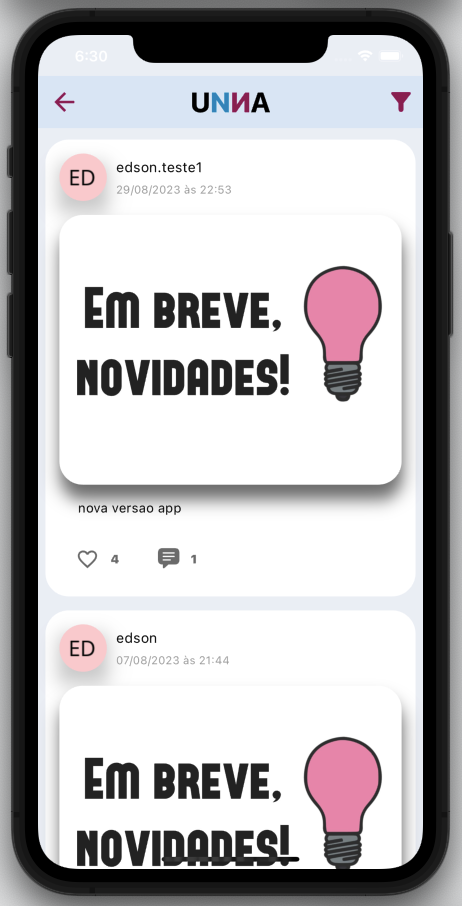 6:30
UNNA
ED
edson.teste1
29/08/2023 às 22:53
Em breve,
novidades!
nova versao app
4
1
ED
edson
07/08/2023 às 21:44
Em breve,
novidades!